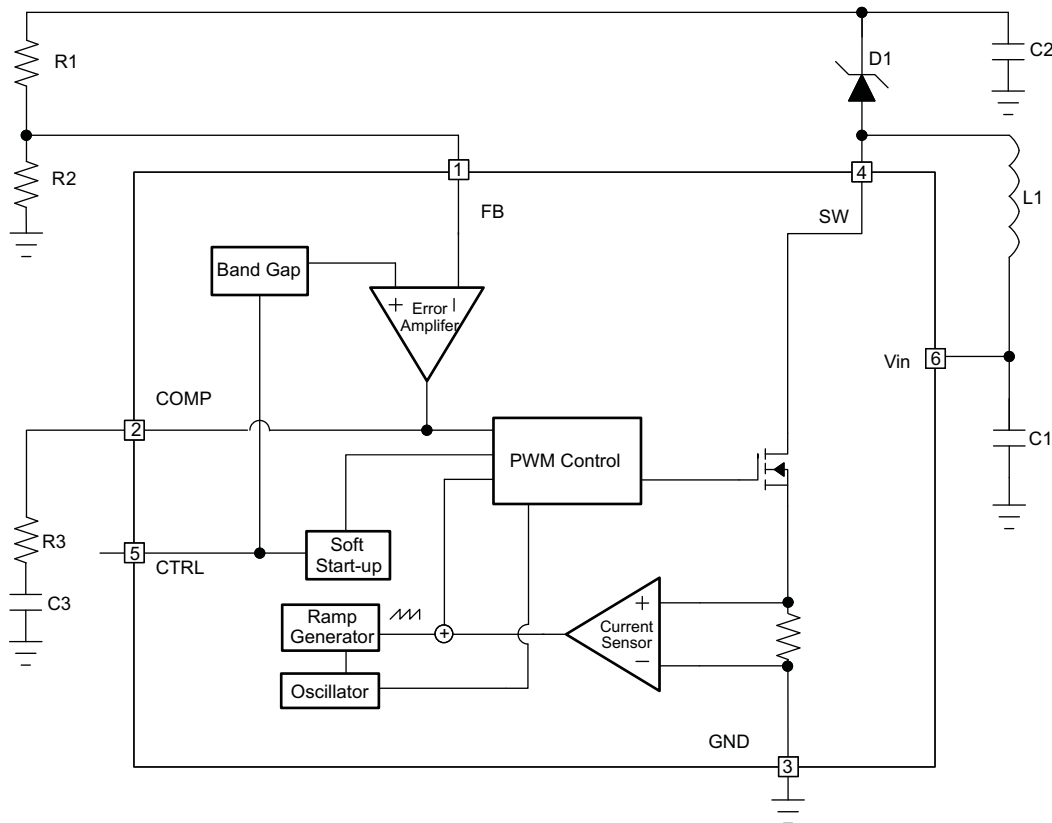 D1
C2
R1
R2
1
4
FB
SW
L1
Band Gap
+
−
Error
Amplifer
Vin
6
COMP
2
C1
PWM Control
R3
5
CTRL
Soft
Start-up
C3
Ramp
Generator
+
+
Current
Sensor
−
Oscillator
GND
3